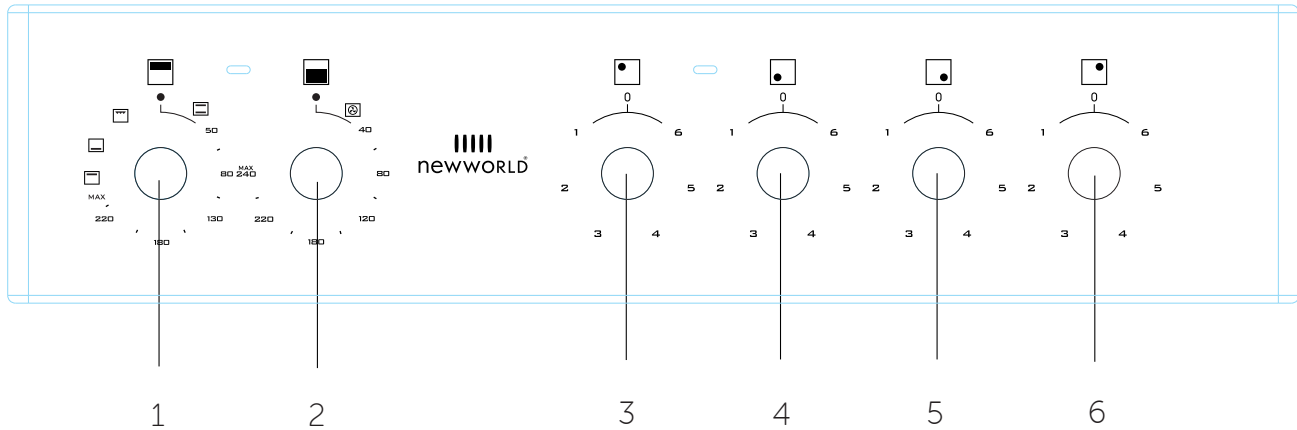 0 0 0 0
50 40 1 6 1 6 1 6 1 6
newworld®
80 MAX 240 80
MAX 2 5 2 5 2 5 2 5
220 130 220 120
3 4 3 4 3 4 3 4
180 180
1 2 3 4 5 6